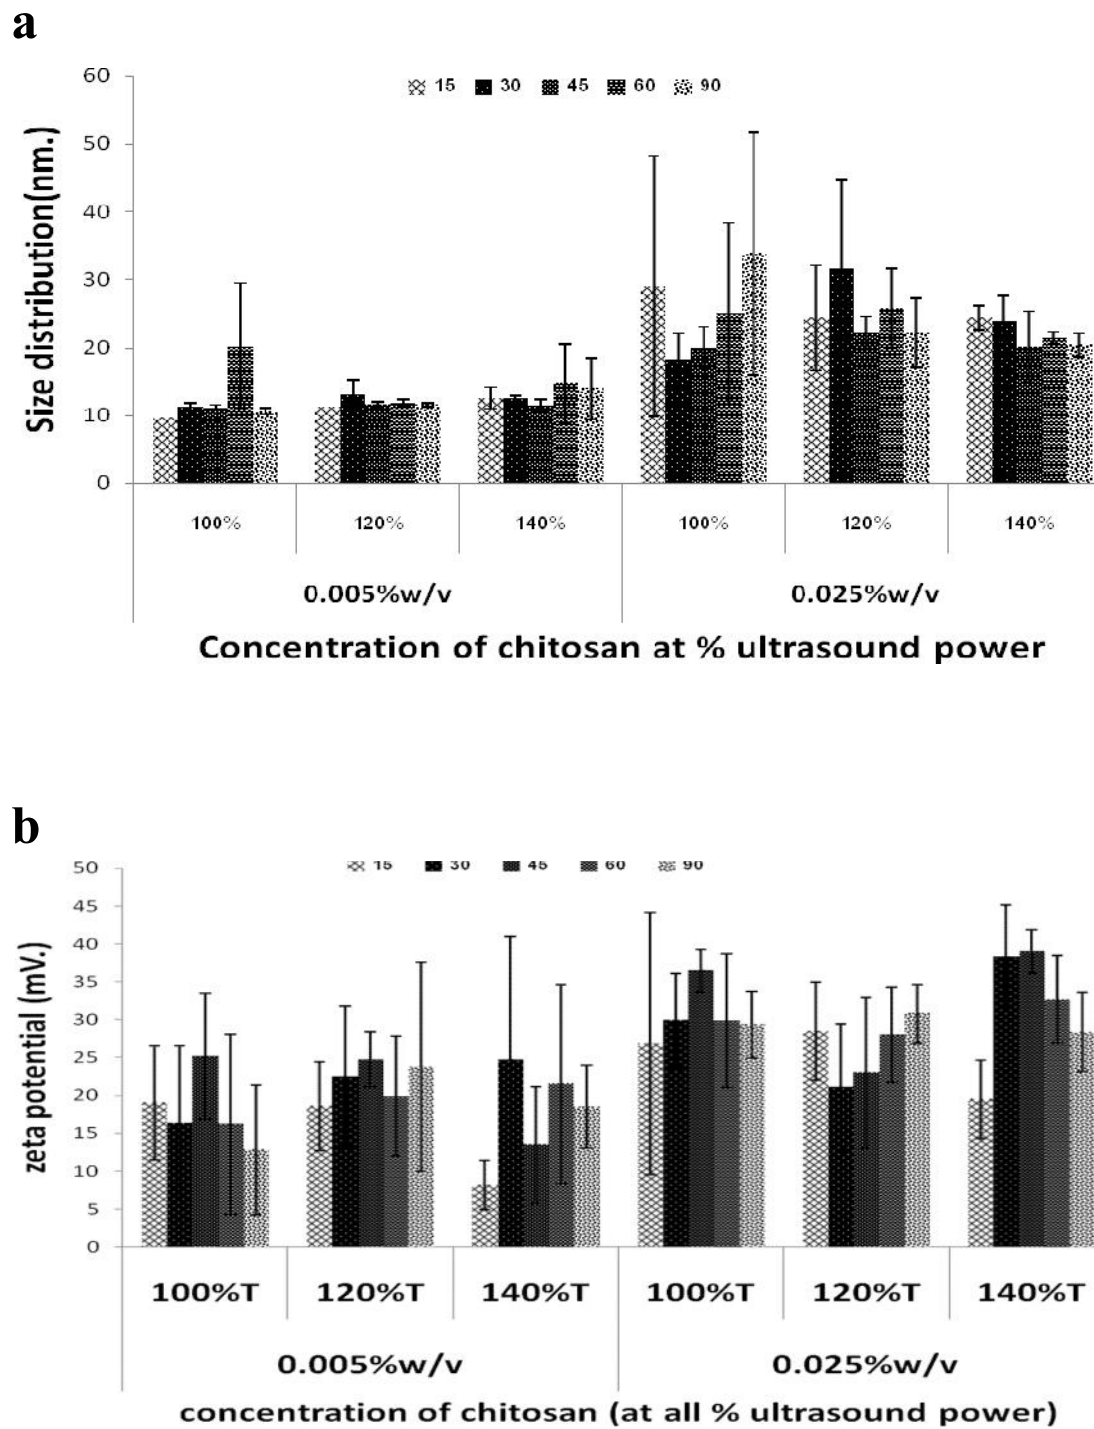 a
60
15 30 45 60 90
50
40
30
20
10
0
Size distribution(nm.)
100% 120% 140% 100% 120% 140%
0.005%w/v 0.025%w/v
Concentration of chitosan at % ultrasound power
b
15 30 45 60 90
50
45
40
35
30
25
20
15
10
5
0
zeta potential (mV.)
100%T 120%T 140%T 100%T 120%T 140%T
0.005%w/v 0.025%w/v
concentration of chitosan (at all % ultrasound power)